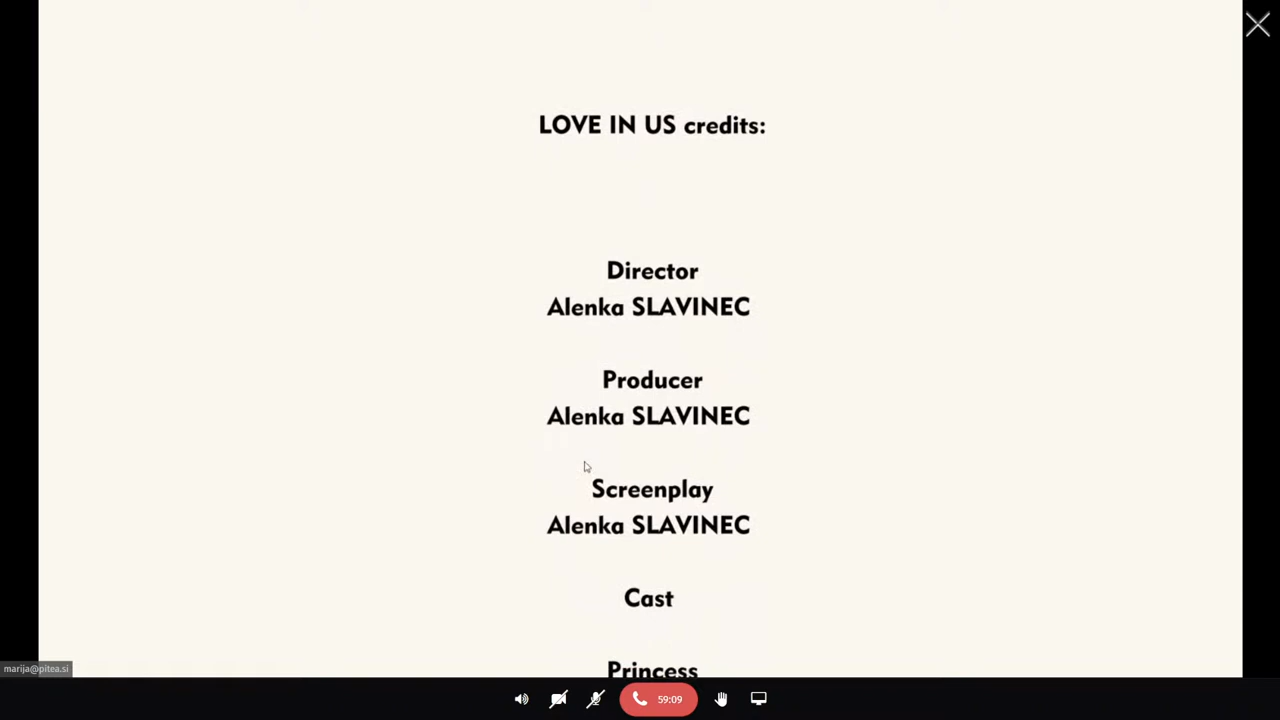 LOVE IN US credits:
Director
Alenka SLAVINEC
Producer
Alenka SLAVINEC
Screenplay
Alenka SLAVINEC
Cast
Princess
marija@pitea.si
59:09